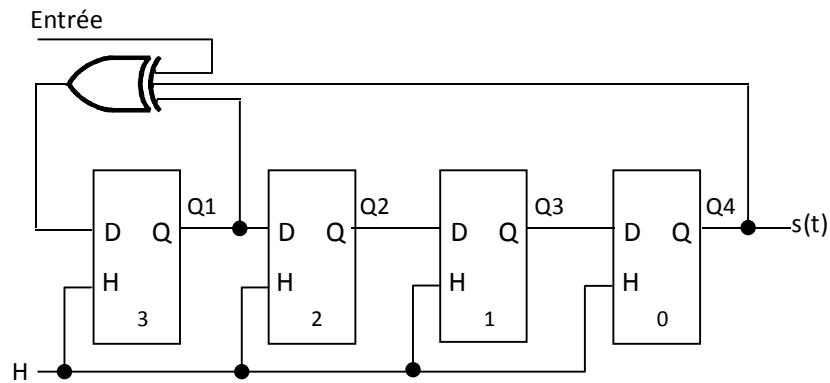 Entrée
Q1 Q2 Q3 Q4
D Q D Q D Q D Q s(t)
H H H H
3 2 1 0
H